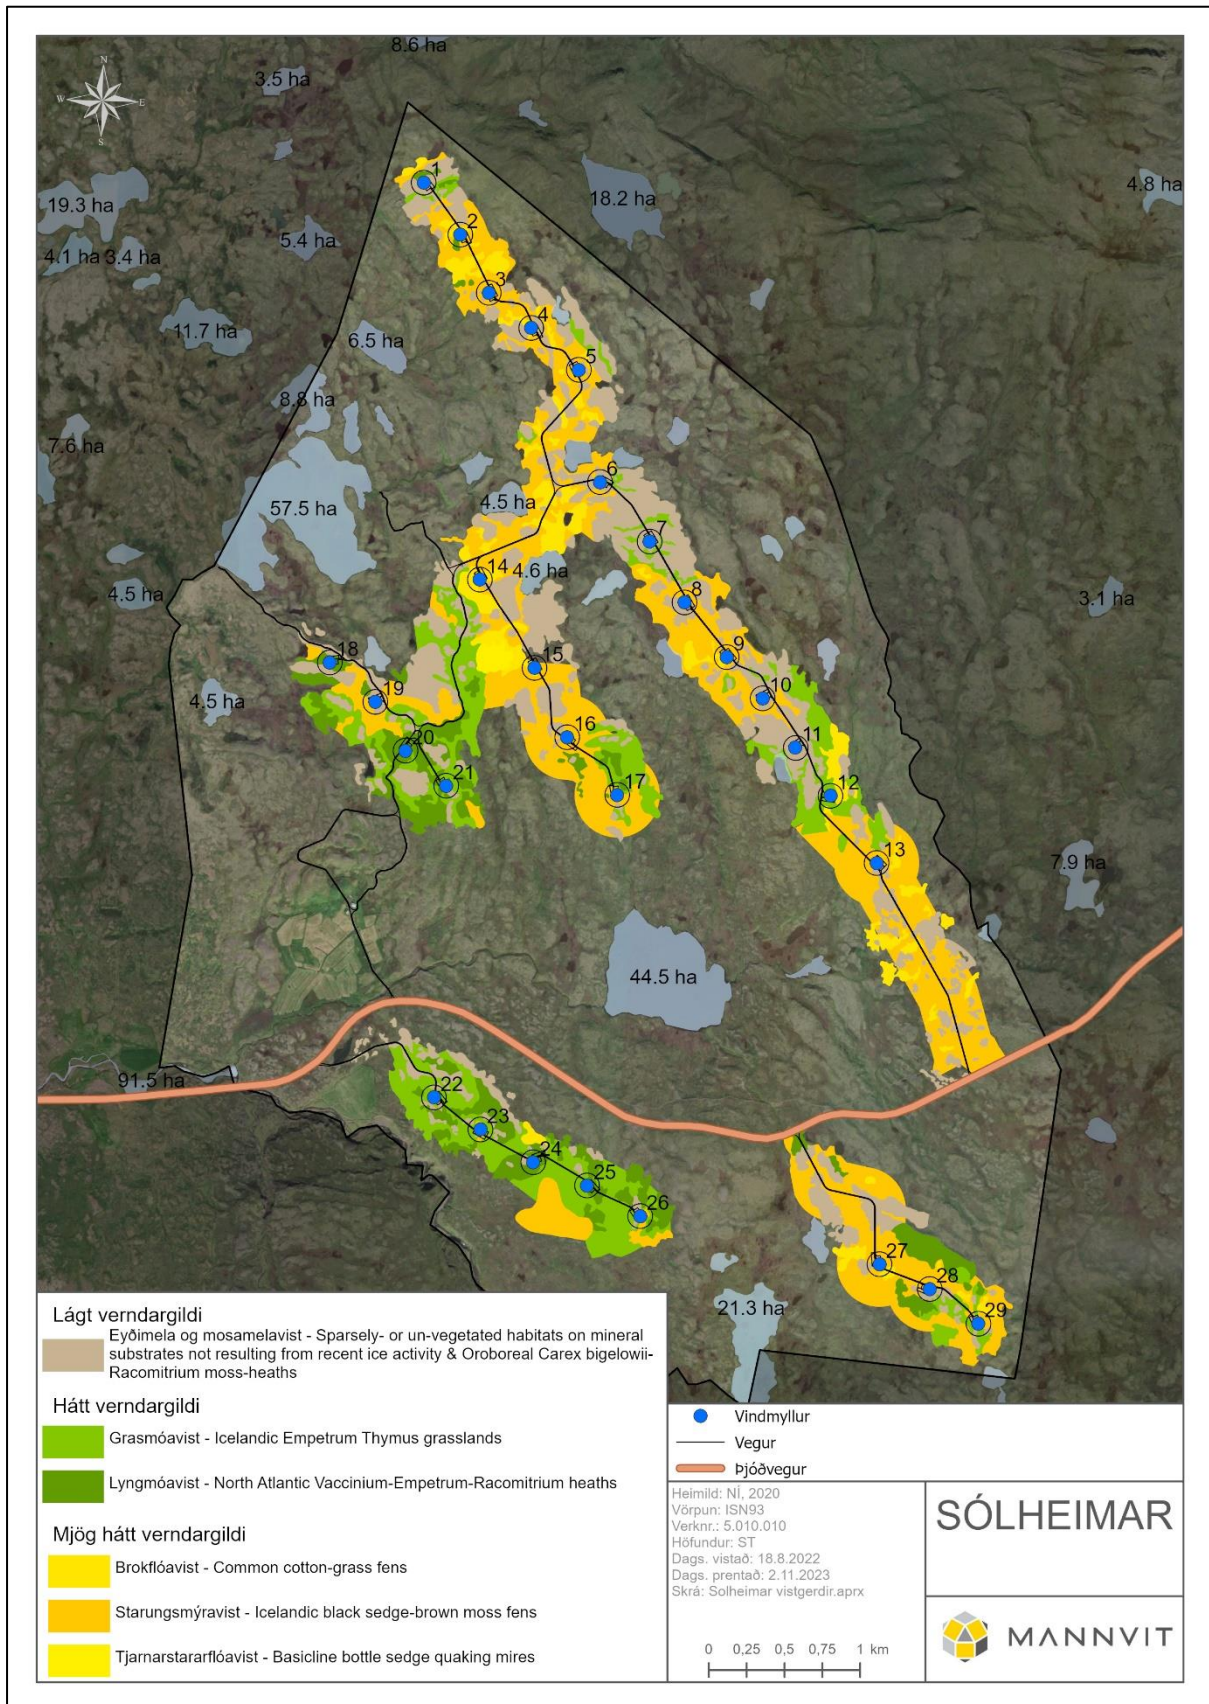 N
W
E
S
8.6 ha
3.5 ha
18.2 ha
4.8 ha
19.3 ha
5.4 ha
4.1 ha
3.4 ha
11.7 ha
6.5 ha
8.8 ha
7.6 ha
57.5 ha
4.5 ha
4.6 ha
4.5 ha
3.1 ha
4.5 ha
7.9 ha
44.5 ha
91.5 ha
21.3 ha
1
2
3
4
5
6
7
8
9
10
11
12
13
14
15
16
17
18
19
20
21
22
23
24
25
26
27
28
29
Lágt verndargildi
Eyðimela og mosamelavist - Sparsely- or un-vegetated habitats on mineral
substrates not resulting from recent ice activity & Oroboreal Carex bigelowii-
Racomitrium moss-heaths
Hátt verndargildi
Grasmóavist - Icelandic Empetrum Thymus grasslands
Lyngmóavist - North Atlantic Vaccinium-Empetrum-Racomitrium heaths
Mjög hátt verndargildi
Brokflóavist - Common cotton-grass fens
Starungsmýravist - Icelandic black sedge-brown moss fens
Tjarnarstararflóavist - Basicline bottle sedge quaking mires
Vindmyllur
Vegur
Þjóðvegur
Heimild: NÍ, 2020
Vörpun: ISN93
Verknr.: 5.010.010
Höfundur: ST
Dags. vistað: 18.8.2022
Dags. prentað: 2.11.2023
Skrá: Solheimar vistgerdir.aprx
0 0,25 0,5 0,75 1 km
SÓLHEIMAR
MANNVIT